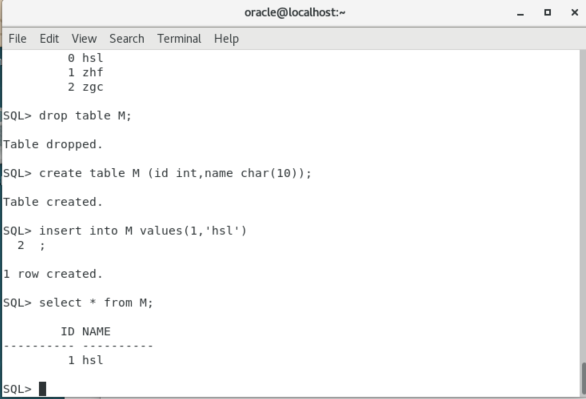 oracle@localhost:~
File Edit View Search Terminal Help
0 hsl
1 zhf
2 zgc
SQL> drop table M;
Table dropped.
SQL> create table M (id int,name char(10));
Table created.
SQL> insert into M values(1,'hsl')
2 ;
1 row created.
SQL> select * from M;
ID NAME
---------- ----------
1 hsl
SQL>